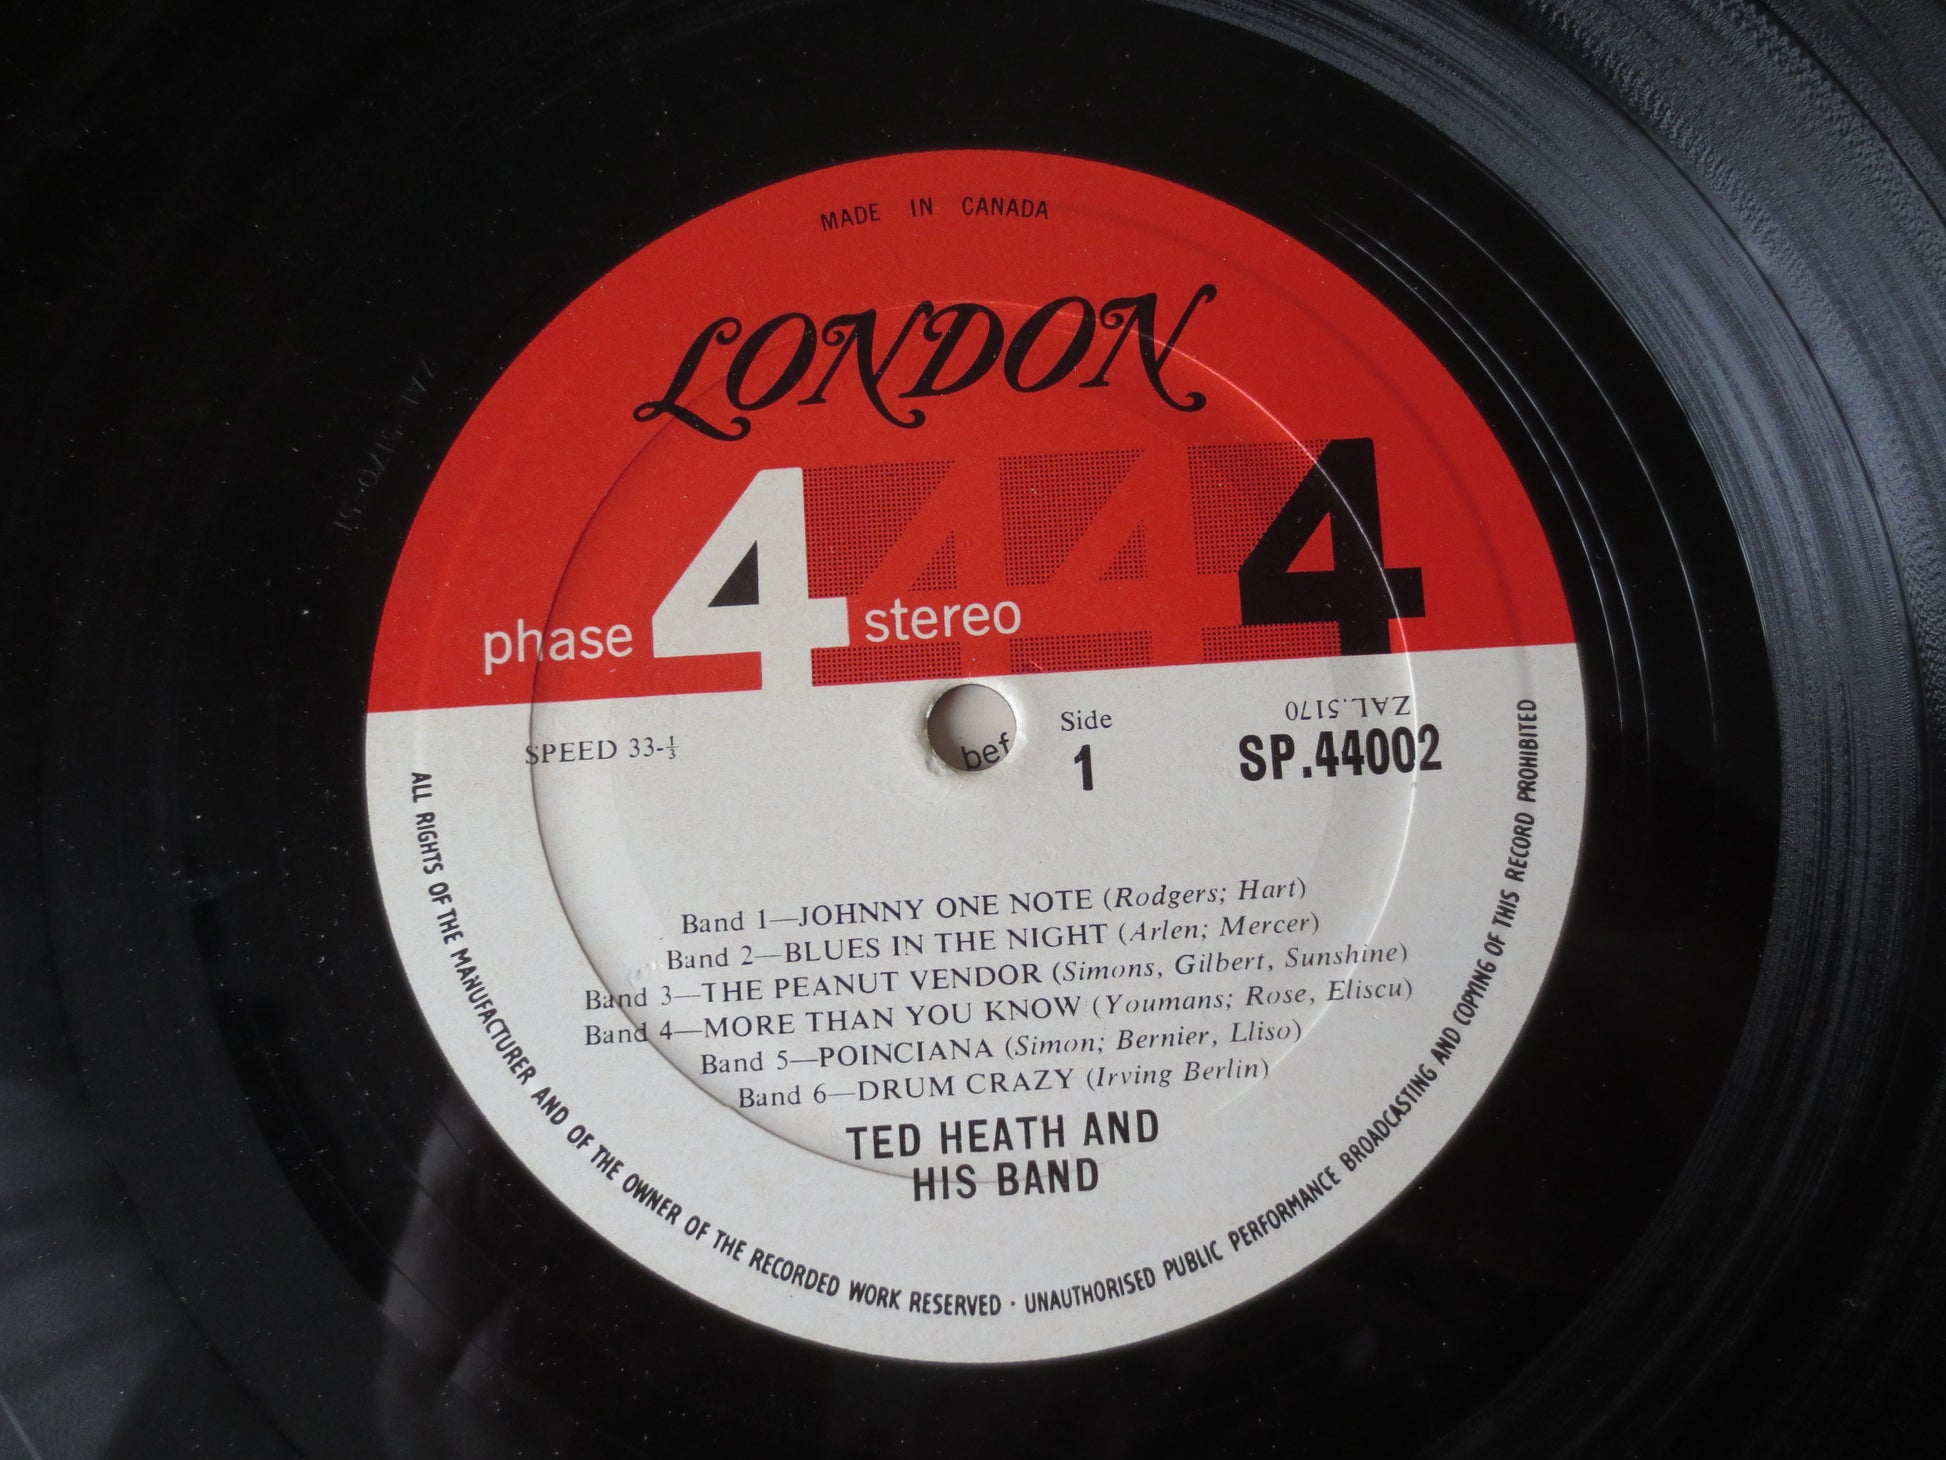 MADE IN CANADA
LONDON
phase 4 stereo 4 4 4
SPEED 33-⅓
Side
1
ZAL.5170
SP.44002
bef
Band 1—JOHNNY ONE NOTE (Rodgers; Hart)
Band 2—BLUES IN THE NIGHT (Arlen; Mercer)
Band 3—THE PEANUT VENDOR (Simons, Gilbert, Sunshine)
Band 4—MORE THAN YOU KNOW (Youmans; Rose, Eliscu)
Band 5—POINCIANA (Simon; Bernier, Lliso)
Band 6—DRUM CRAZY (Irving Berlin)
TED HEATH AND
HIS BAND
ALL RIGHTS OF THE MANUFACTURER AND OF THE OWNER OF THE RECORDED WORK RESERVED · UNAUTHORISED PUBLIC PERFORMANCE BROADCASTING AND COPYING OF THIS RECORD PROHIBITED